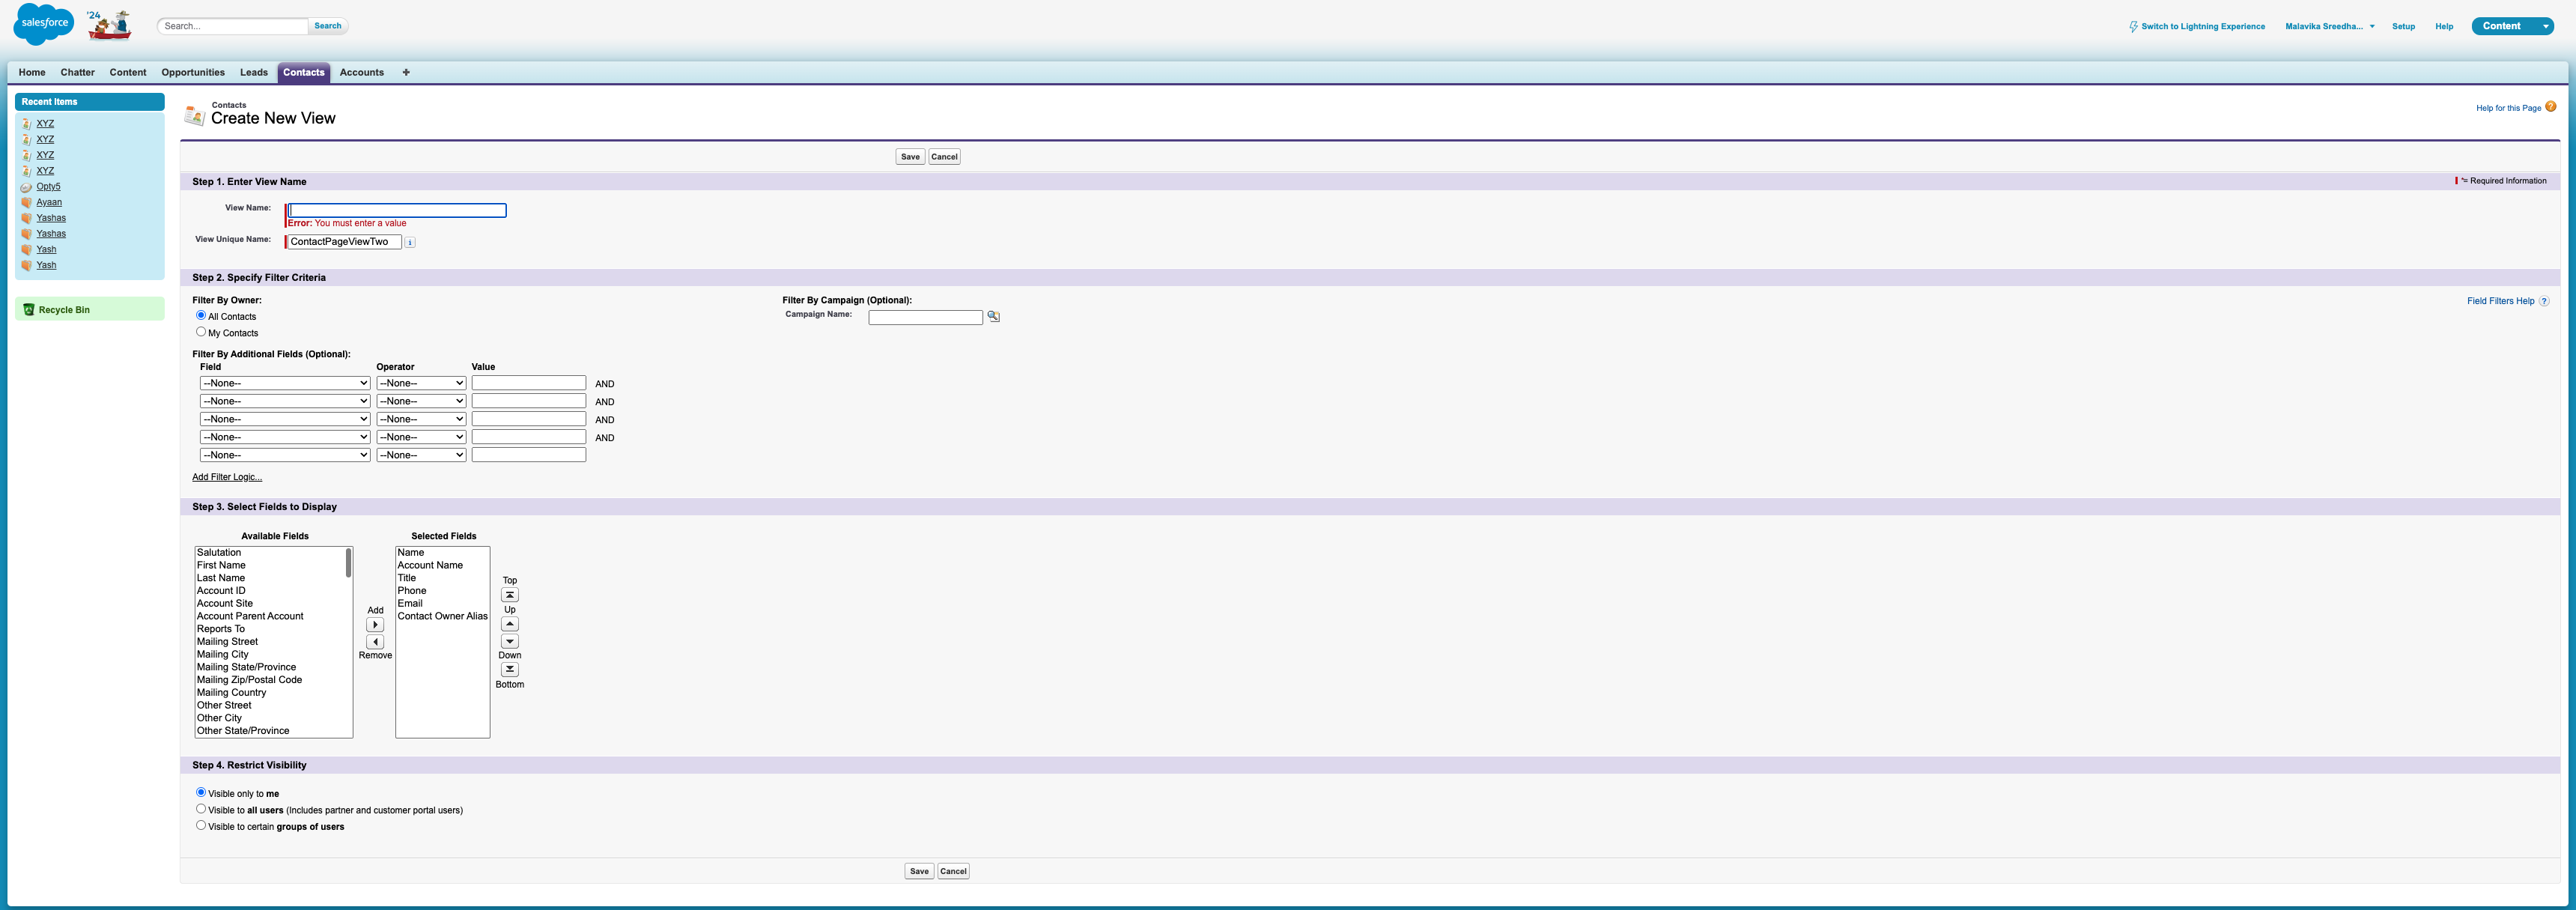 salesforce
'24
Search...
Search
Switch to Lightning Experience
Malavika Sreedha...
Setup
Help
Content
Home
Chatter
Content
Opportunities
Leads
Contacts
Accounts
+
Recent Items
XYZ
XYZ
XYZ
XYZ
Opty5
Ayaan
Yashas
Yashas
Yash
Yash
Recycle Bin
Contacts
Create New View
Help for this Page ?
Save
Cancel
Step 1. Enter View Name
*= Required Information
View Name:
Error: You must enter a value
View Unique Name:
ContactPageViewTwo
i
Step 2. Specify Filter Criteria
Filter By Owner:
All Contacts
My Contacts
Filter By Campaign (Optional):
Campaign Name:
Field Filters Help ?
Filter By Additional Fields (Optional):
Field Operator Value
--None-- --None-- AND
--None-- --None-- AND
--None-- --None-- AND
--None-- --None-- AND
--None-- --None--
Add Filter Logic...
Step 3. Select Fields to Display
Available Fields
Salutation
First Name
Last Name
Account ID
Account Site
Account Parent Account
Reports To
Mailing Street
Mailing City
Mailing State/Province
Mailing Zip/Postal Code
Mailing Country
Other Street
Other City
Other State/Province
Add
Remove
Selected Fields
Name
Account Name
Title
Phone
Email
Contact Owner Alias
Top
Up
Down
Bottom
Step 4. Restrict Visibility
Visible only to me
Visible to all users (Includes partner and customer portal users)
Visible to certain groups of users
Save
Cancel